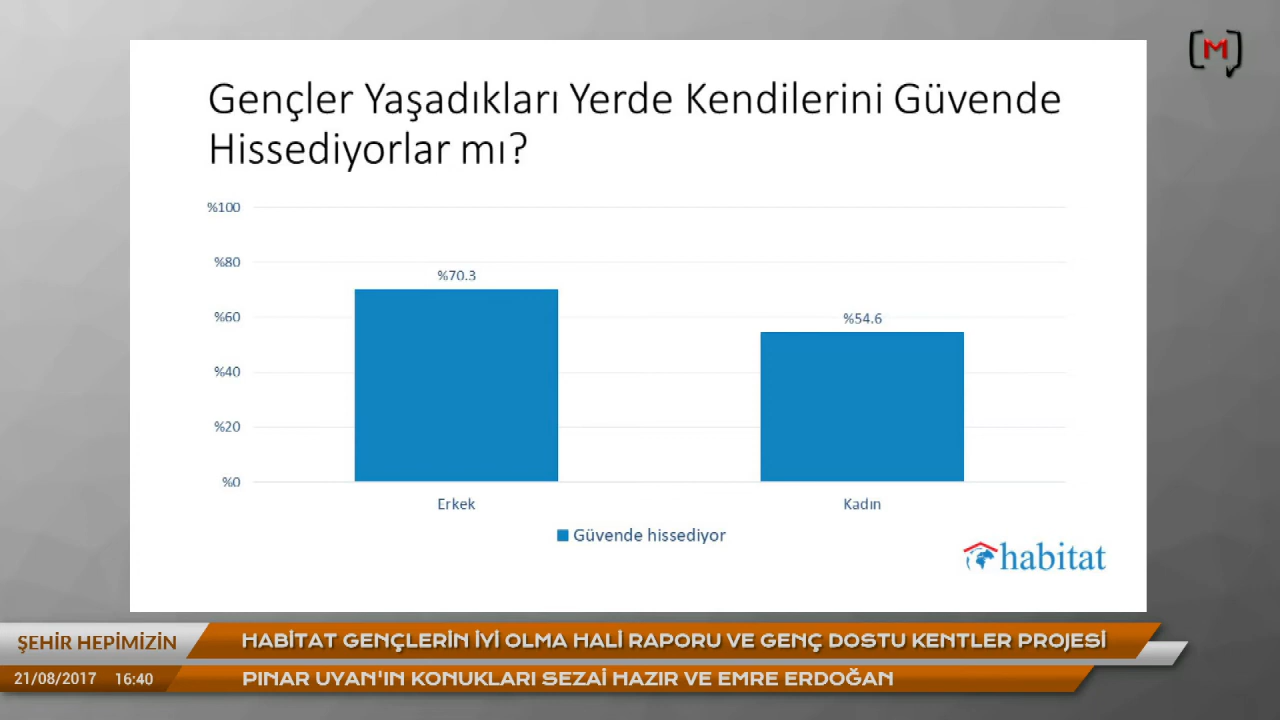 [M]
Gençler Yaşadıkları Yerde Kendilerini Güvende
Hissediyorlar mı?
%100
%80
%60
%40
%20
%0
%70.3
%54.6
Erkek
Kadın
Güvende hissediyor
habitat
ŞEHİR HEPİMİZİN
HABİTAT GENÇLERİN İYİ OLMA HALİ RAPORU VE GENÇ DOSTU KENTLER PROJESİ
21/08/2017 16:40
PINAR UYAN'IN KONUKLARI SEZAİ HAZIR VE EMRE ERDOĞAN